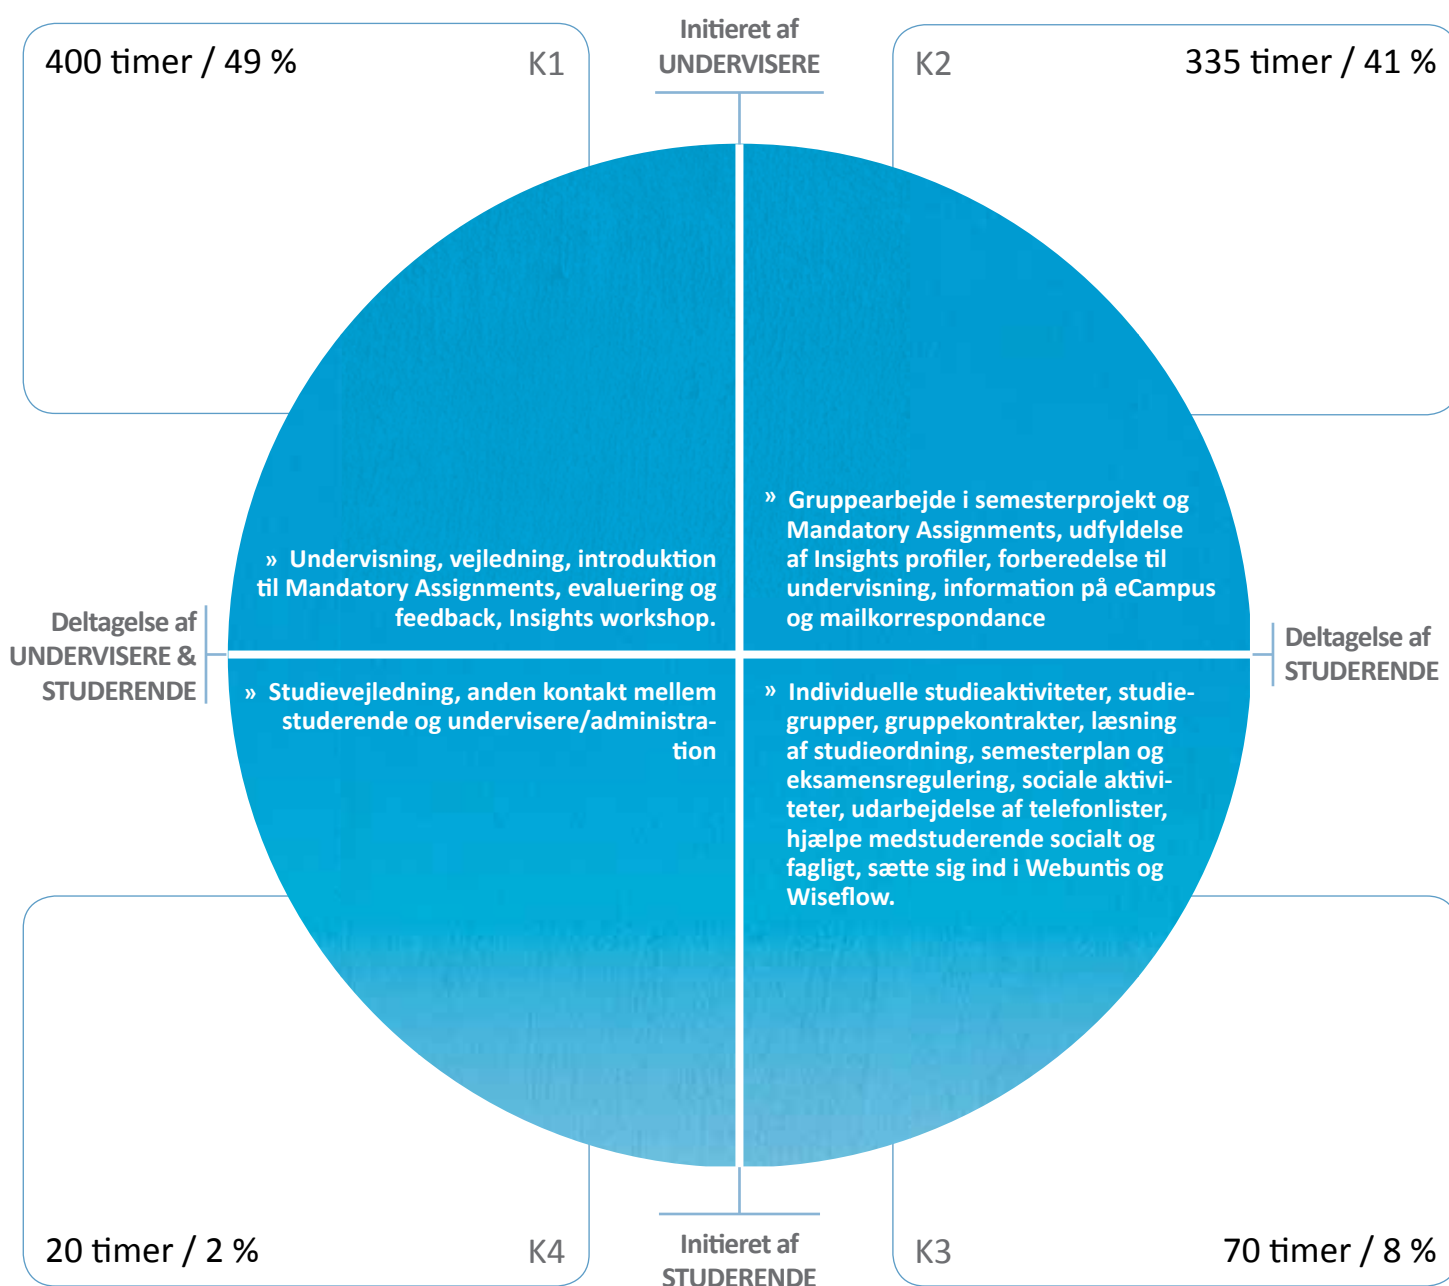 Initieret af
UNDERVISERE
400 timer / 49 %
K1
K2
335 timer / 41 %
» Undervisning, vejledning, introduktion
til Mandatory Assignments, evaluering og
feedback, Insights workshop.
» Gruppearbejde i semesterprojekt og
Mandatory Assignments, udfyldelse
af Insights profiler, forberedelse til
undervisning, information på eCampus
og mailkorrespondance
Deltagelse af
UNDERVISERE &
STUDERENDE
Deltagelse af
STUDERENDE
» Studievejledning, anden kontakt mellem
studerende og undervisere/administra-
tion
» Individuelle studieaktiviteter, studie-
grupper, gruppekontrakter, læsning
af studieordning, semesterplan og
eksamensregulering, sociale aktivi-
teter, udarbejdelse af telefonlister,
hjælpe medstuderende socialt og
fagligt, sætte sig ind i Webuntis og
Wiseflow.
20 timer / 2 %
K4
Initieret af
STUDERENDE
K3
70 timer / 8 %